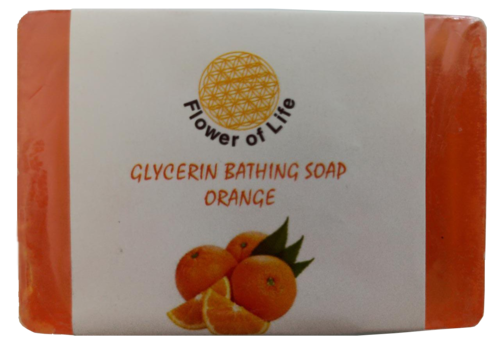 Flower of Life
GLYCERIN BATHING SOAP
ORANGE